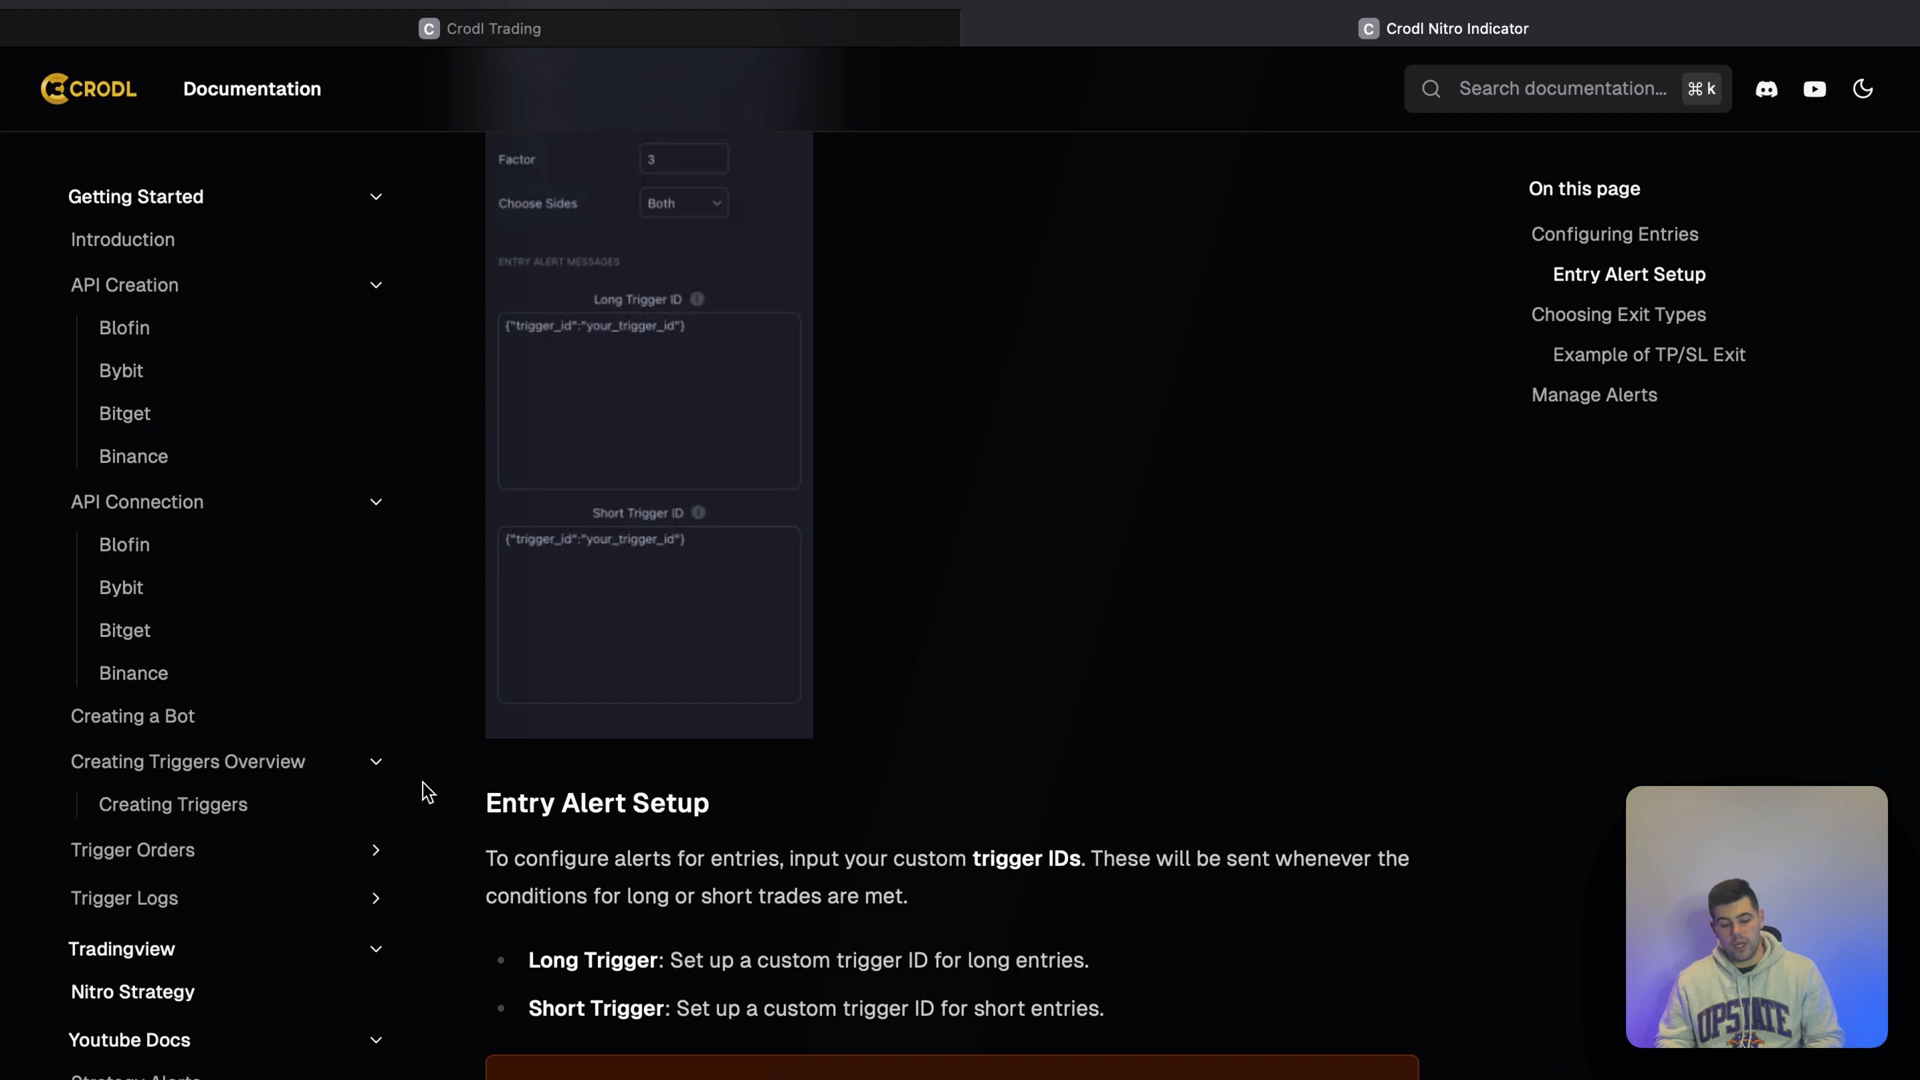 Crodl Trading
Crodl Nitro Indicator
CRODL
Documentation
Search documentation...
⌘ k
Getting Started
Introduction
API Creation
Blofin
Bybit
Bitget
Binance
API Connection
Blofin
Bybit
Bitget
Binance
Creating a Bot
Creating Triggers Overview
Creating Triggers
Trigger Orders
Trigger Logs
Tradingview
Nitro Strategy
Youtube Docs
Strategy Alerts
Factor
3
Choose Sides
Both
ENTRY ALERT MESSAGES
Long Trigger ID
{"trigger_id":"your_trigger_id"}
Short Trigger ID
{"trigger_id":"your_trigger_id"}
Entry Alert Setup
To configure alerts for entries, input your custom trigger IDs. These will be sent whenever the
conditions for long or short trades are met.
Long Trigger: Set up a custom trigger ID for long entries.
Short Trigger: Set up a custom trigger ID for short entries.
On this page
Configuring Entries
Entry Alert Setup
Choosing Exit Types
Example of TP/SL Exit
Manage Alerts
UPSTATE